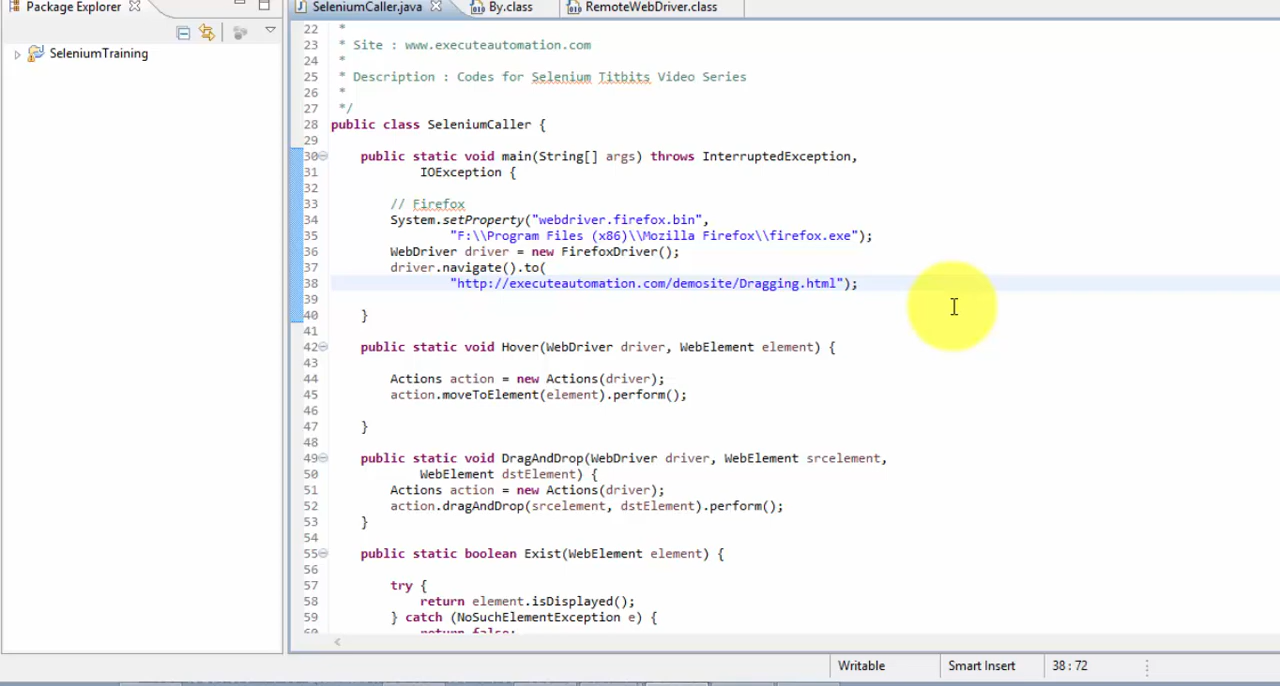 Package Explorer
SeleniumCaller.java
By.class
RemoteWebDriver.class
SeleniumTraining
22 *
23 * Site : www.executeautomation.com
24 *
25 * Description : Codes for Selenium Titbits Video Series
26 *
27 */
28 public class SeleniumCaller {
29
30 public static void main(String[] args) throws InterruptedException,
31 IOException {
32
33 // Firefox
34 System.setProperty("webdriver.firefox.bin",
35 "F:\\Program Files (x86)\\Mozilla Firefox\\firefox.exe");
36 WebDriver driver = new FirefoxDriver();
37 driver.navigate().to(
38 "http://executeautomation.com/demosite/Dragging.html");
39
40 }
41
42 public static void Hover(WebDriver driver, WebElement element) {
43
44 Actions action = new Actions(driver);
45 action.moveToElement(element).perform();
46
47 }
48
49 public static void DragAndDrop(WebDriver driver, WebElement srcelement,
50 WebElement dstElement) {
51 Actions action = new Actions(driver);
52 action.dragAndDrop(srcelement, dstElement).perform();
53 }
54
55 public static boolean Exist(WebElement element) {
56
57 try {
58 return element.isDisplayed();
59 } catch (NoSuchElementException e) {
60 return false;
Writable
Smart Insert
38 : 72